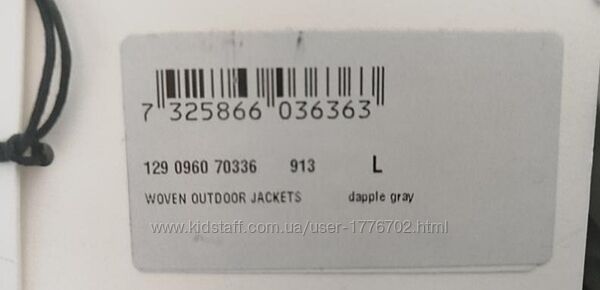 7 325866 036363
129 0960 70336 913 L
WOVEN OUTDOOR JACKETS dapple gray
www.kidstaff.com.ua/user-1776702.html